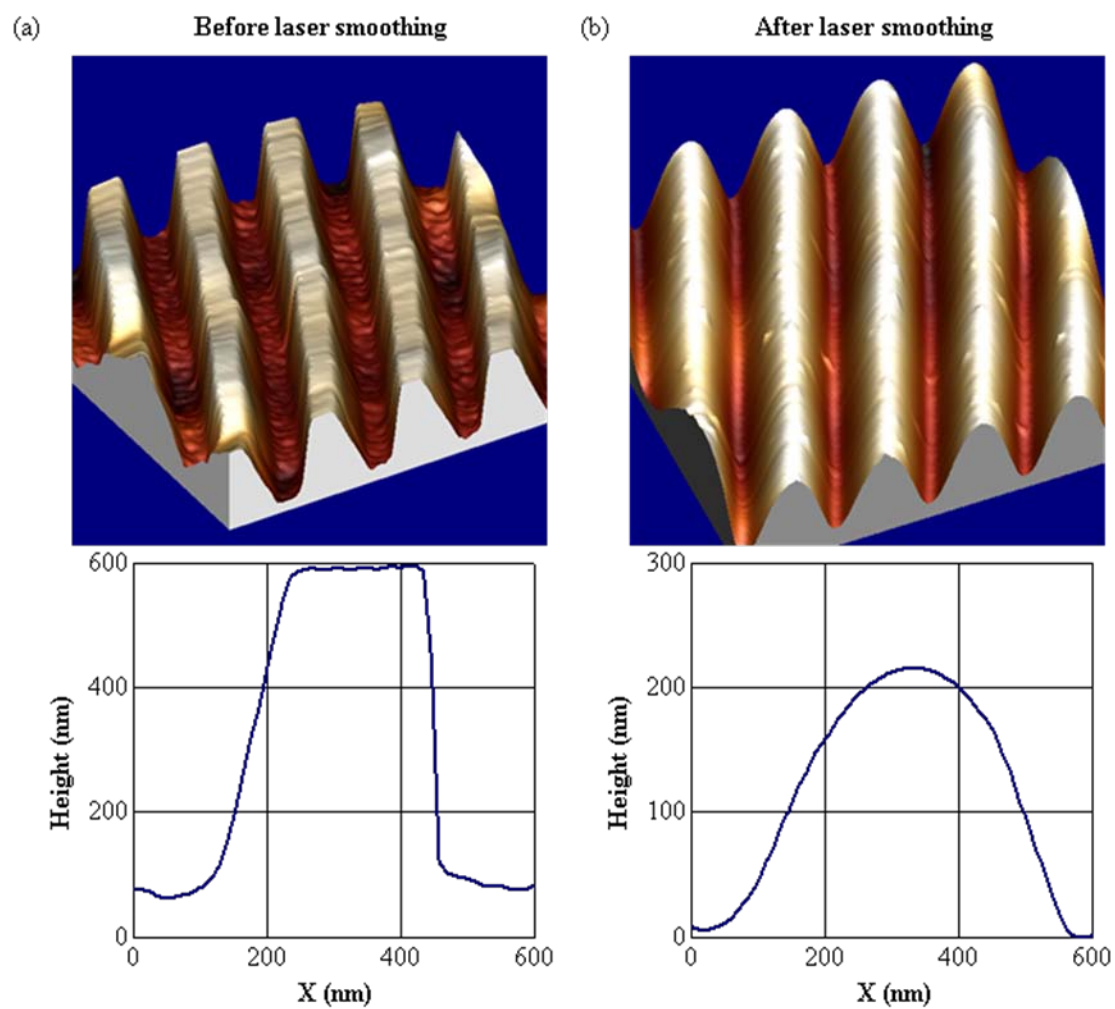 (a) Before laser smoothing
(b) After laser smoothing
600
400
200
0
Height (nm)
0 200 400 600
X (nm)
300
200
100
0
Height (nm)
0 200 400 600
X (nm)